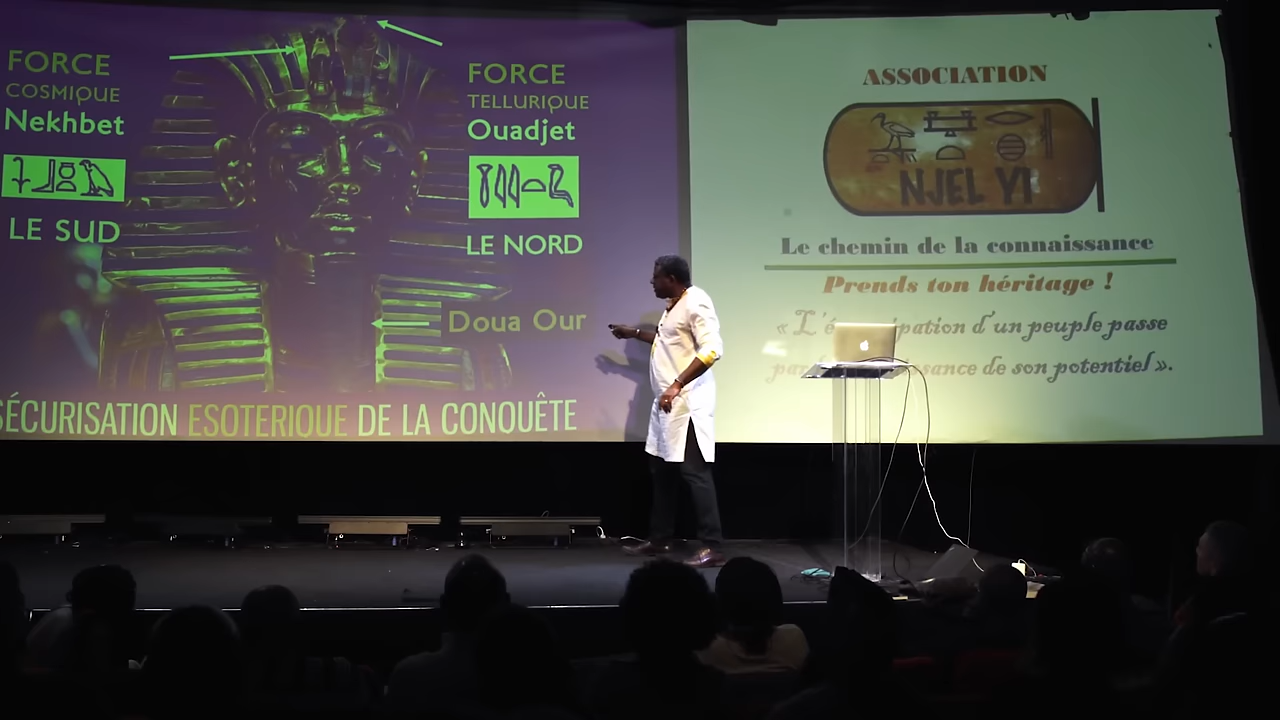 FORCE
COSMIQUE
Nekhbet
LE SUD
FORCE
TELLURIQUE
Ouadjet
LE NORD
Doua Our
SÉCURISATION ESOTERIQUE DE LA CONQUÊTE
ASSOCIATION
NJEL YI
Le chemin de la connaissance
Prends ton héritage !
« L'é ipation d'un peuple passe
par sance de son potentiel ».